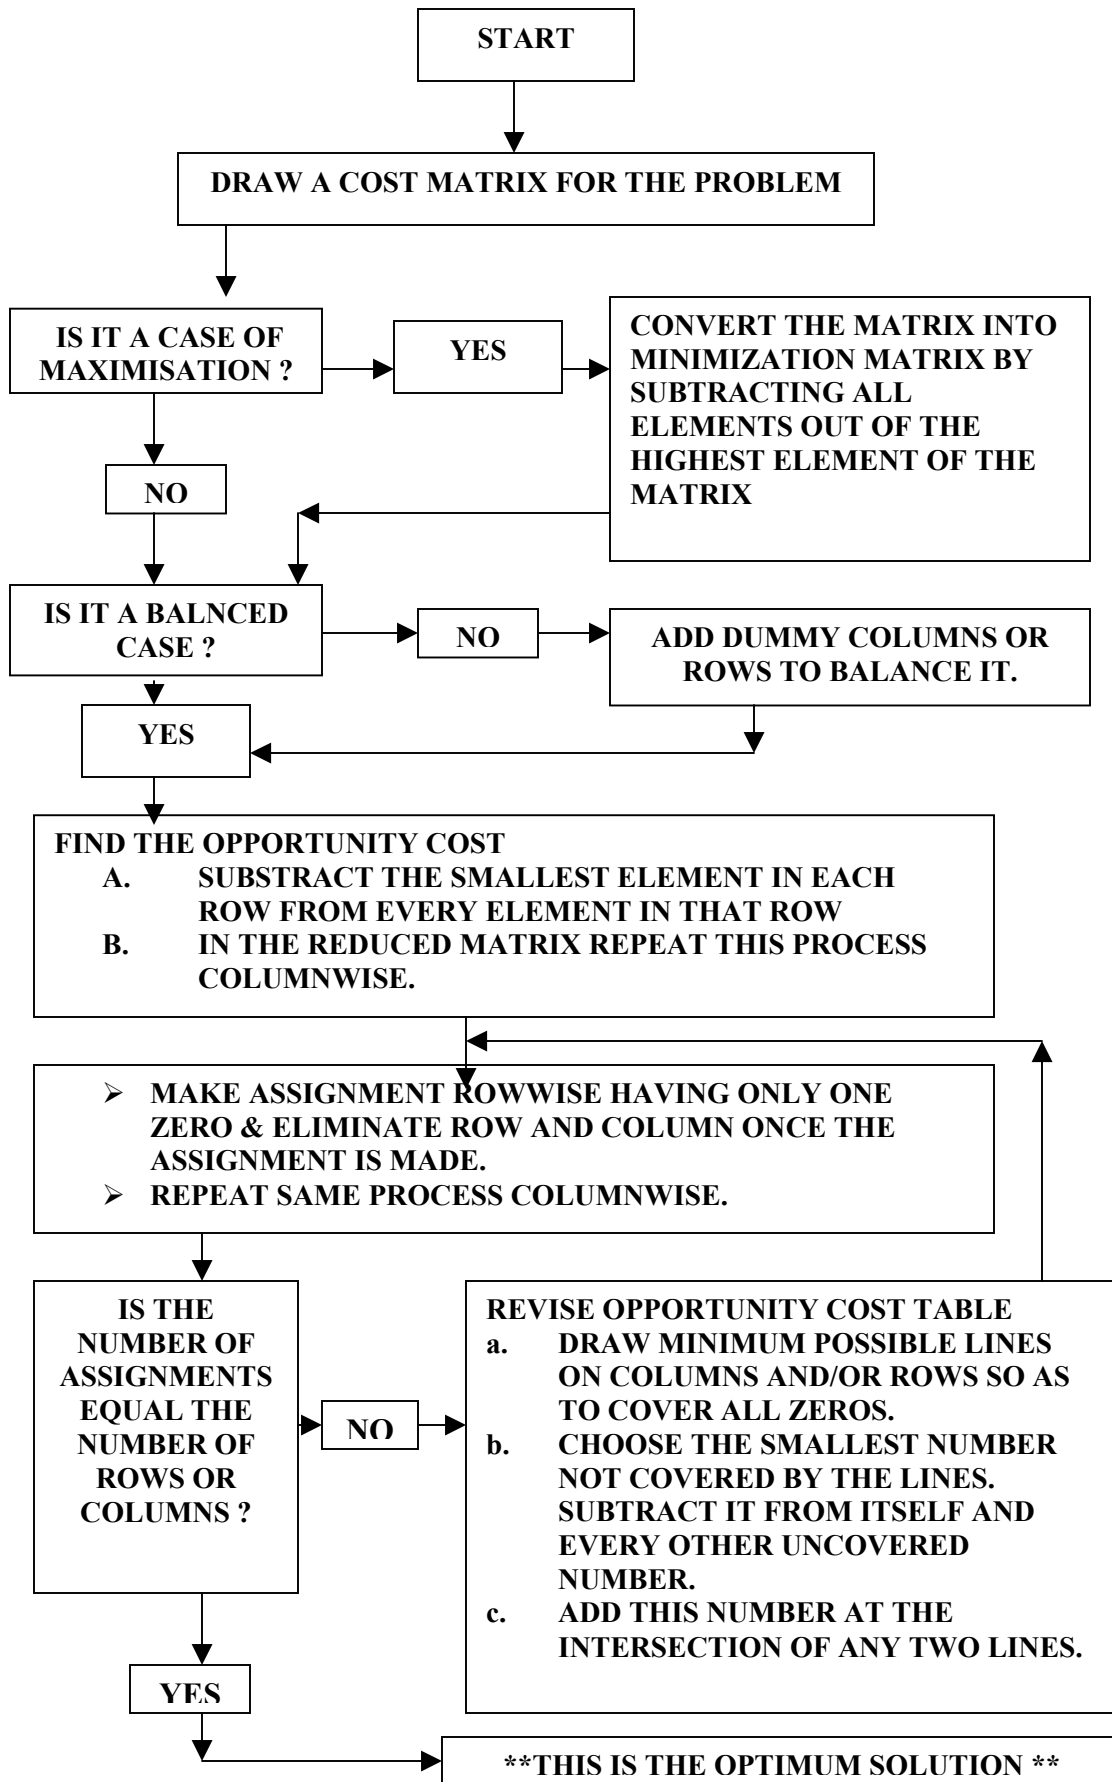 START
DRAW A COST MATRIX FOR THE PROBLEM
IS IT A CASE OF
MAXIMISATION ?
YES
CONVERT THE MATRIX INTO
MINIMIZATION MATRIX BY
SUBTRACTING ALL
ELEMENTS OUT OF THE
HIGHEST ELEMENT OF THE
MATRIX
NO
IS IT A BALNCED
CASE ?
NO
ADD DUMMY COLUMNS OR
ROWS TO BALANCE IT.
YES
FIND THE OPPORTUNITY COST
A. SUBSTRACT THE SMALLEST ELEMENT IN EACH
ROW FROM EVERY ELEMENT IN THAT ROW
B. IN THE REDUCED MATRIX REPEAT THIS PROCESS
COLUMNWISE.
➢ MAKE ASSIGNMENT ROWWISE HAVING ONLY ONE
ZERO & ELIMINATE ROW AND COLUMN ONCE THE
ASSIGNMENT IS MADE.
➢ REPEAT SAME PROCESS COLUMNWISE.
IS THE
NUMBER OF
ASSIGNMENTS
EQUAL THE
NUMBER OF
ROWS OR
COLUMNS ?
NO
REVISE OPPORTUNITY COST TABLE
a. DRAW MINIMUM POSSIBLE LINES
ON COLUMNS AND/OR ROWS SO AS
TO COVER ALL ZEROS.
b. CHOOSE THE SMALLEST NUMBER
NOT COVERED BY THE LINES.
SUBTRACT IT FROM ITSELF AND
EVERY OTHER UNCOVERED
NUMBER.
c. ADD THIS NUMBER AT THE
INTERSECTION OF ANY TWO LINES.
YES
**THIS IS THE OPTIMUM SOLUTION **